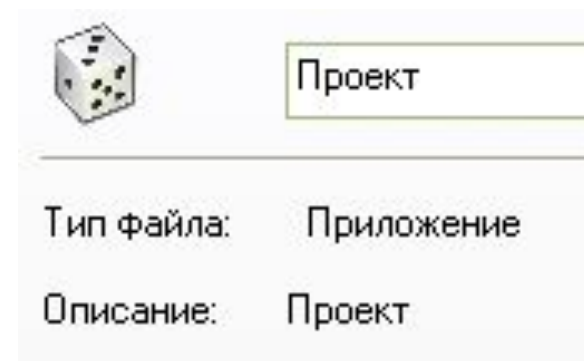 Проект
Тип файла: Приложение
Описание: Проект